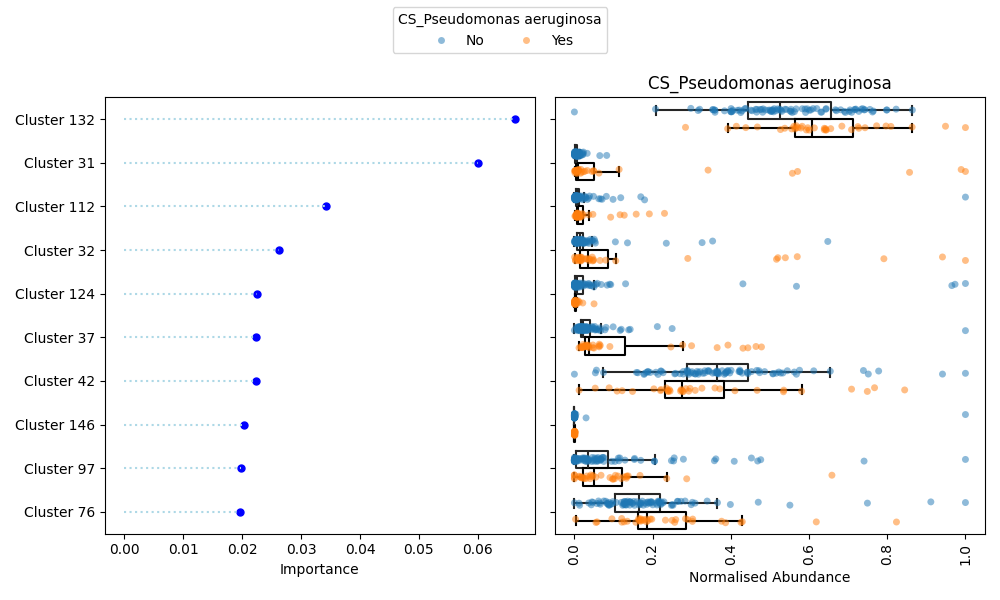 CS_Pseudomonas aeruginosa
No Yes
CS_Pseudomonas aeruginosa
Cluster 132
Cluster 31
Cluster 112
Cluster 32
Cluster 124
Cluster 37
Cluster 42
Cluster 146
Cluster 97
Cluster 76
0.00 0.01 0.02 0.03 0.04 0.05 0.06
Importance
0.0 0.2 0.4 0.6 0.8 1.0
Normalised Abundance